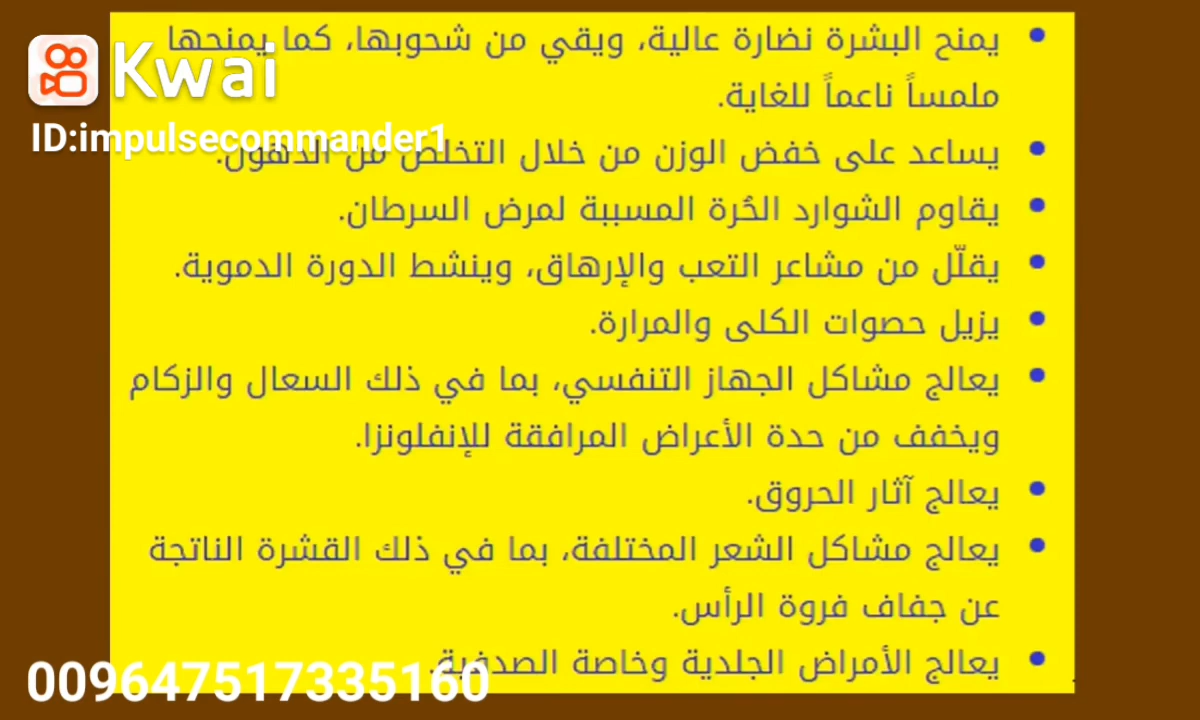 Kwai
ID:impulsecommander1
يمنح البشرة نضارة عالية، ويقي من شحوبها، كما يمنحها
ملمساً ناعماً للغاية.
يساعد على خفض الوزن من خلال التخلص من الدهون.
يقاوم الشوارد الحُرة المسببة لمرض السرطان.
يقلّل من مشاعر التعب والإرهاق، وينشط الدورة الدموية.
يزيل حصوات الكلى والمرارة.
يعالج مشاكل الجهاز التنفسي، بما في ذلك السعال والزكام
ويخفف من حدة الأعراض المرافقة للإنفلونزا.
يعالج آثار الحروق.
يعالج مشاكل الشعر المختلفة، بما في ذلك القشرة الناتجة
عن جفاف فروة الرأس.
يعالج الأمراض الجلدية وخاصة الصدفية.
009647517335160